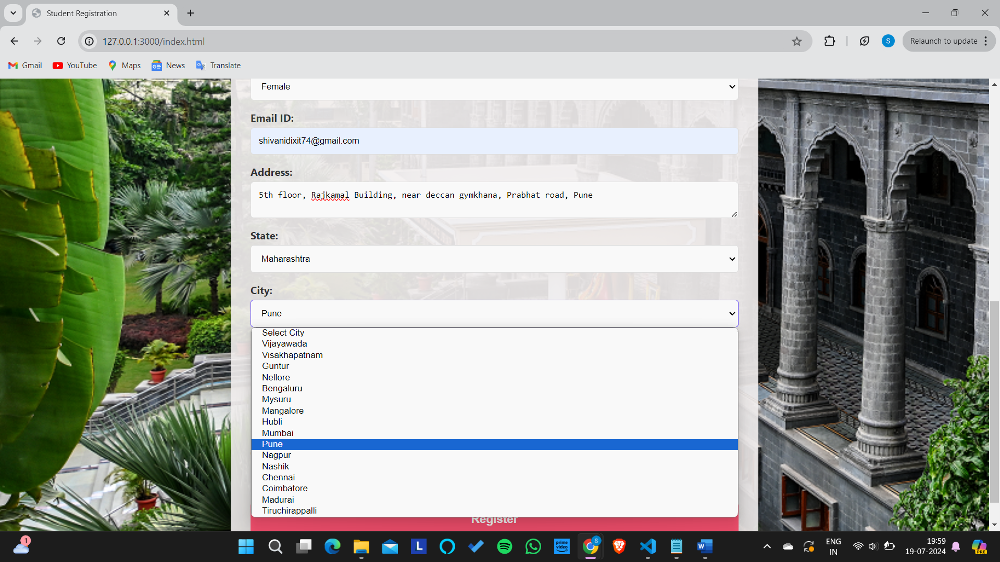 Student Registration
127.0.0.1:3000/index.html
S
Relaunch to update
Gmail
YouTube
Maps
News
Translate
Female
Email ID:
shivanidixit74@gmail.com
Address:
5th floor, Rajkamal Building, near deccan gymkhana, Prabhat road, Pune
State:
Maharashtra
City:
Pune
Select City
Vijayawada
Visakhapatnam
Guntur
Nellore
Bengaluru
Mysuru
Mangalore
Hubli
Mumbai
Pune
Nagpur
Nashik
Chennai
Coimbatore
Madurai
Tiruchirappalli
Register
1
L
prime video
S
W
ENG
IN
19:59
19-07-2024
PRE